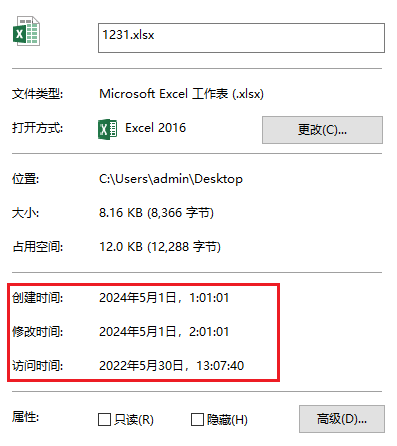 1231.xlsx
文件类型: Microsoft Excel 工作表 (.xlsx)
打开方式: Excel 2016 更改(C)...
位置: C:\Users\admin\Desktop
大小: 8.16 KB (8,366 字节)
占用空间: 12.0 KB (12,288 字节)
创建时间: 2024年5月1日，1:01:01
修改时间: 2024年5月1日，2:01:01
访问时间: 2022年5月30日，13:07:40
属性: 只读(R) 隐藏(H) 高级(D)...